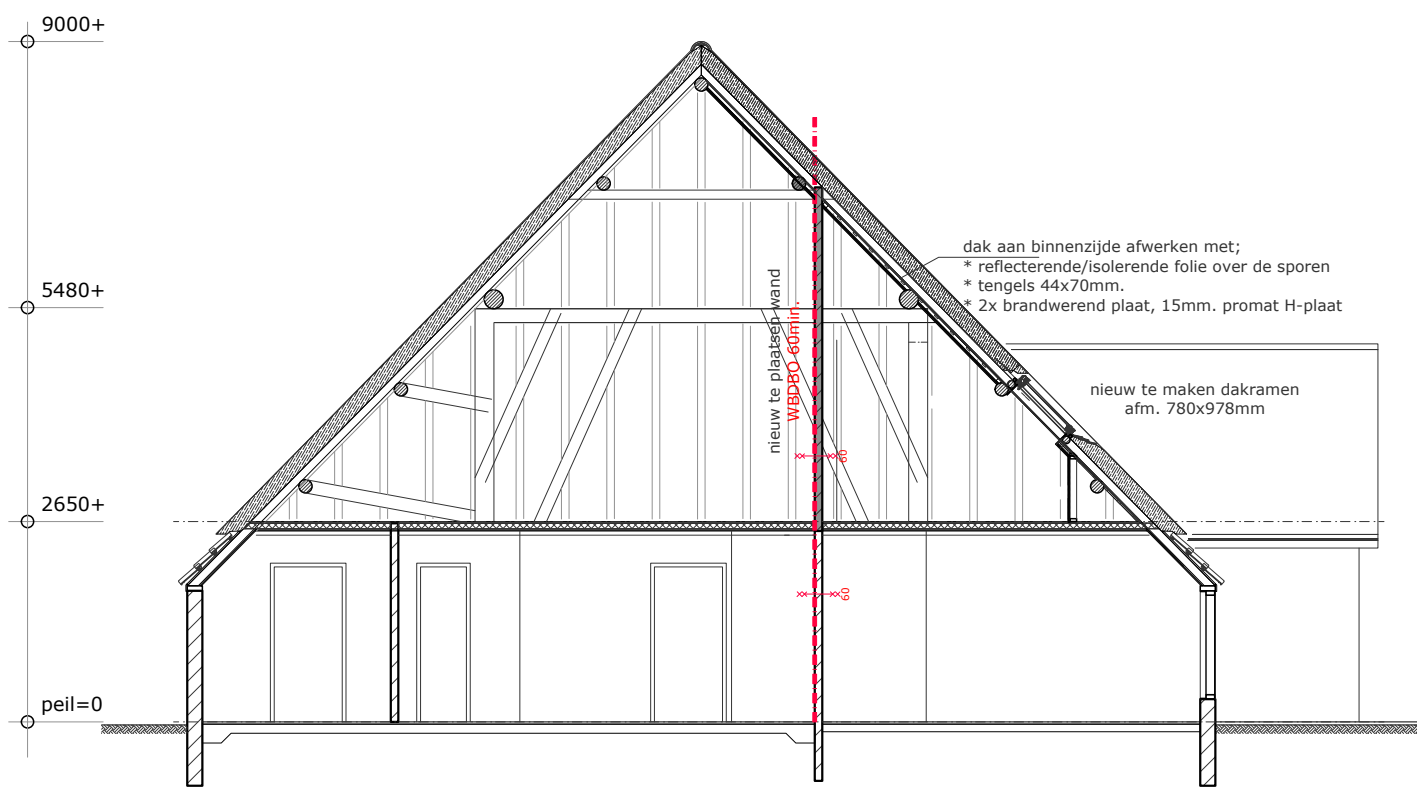 9000+
5480+
2650+
peil=0
dak aan binnenzijde afwerken met;
* reflecterende/isolerende folie over de sporen
* tengels 44x70mm.
* 2x brandwerend plaat, 15mm. promat H-plaat
nieuw te maken dakramen
afm. 780x978mm
nieuw te plaatsen wand
WBDBO 60min.
60
60